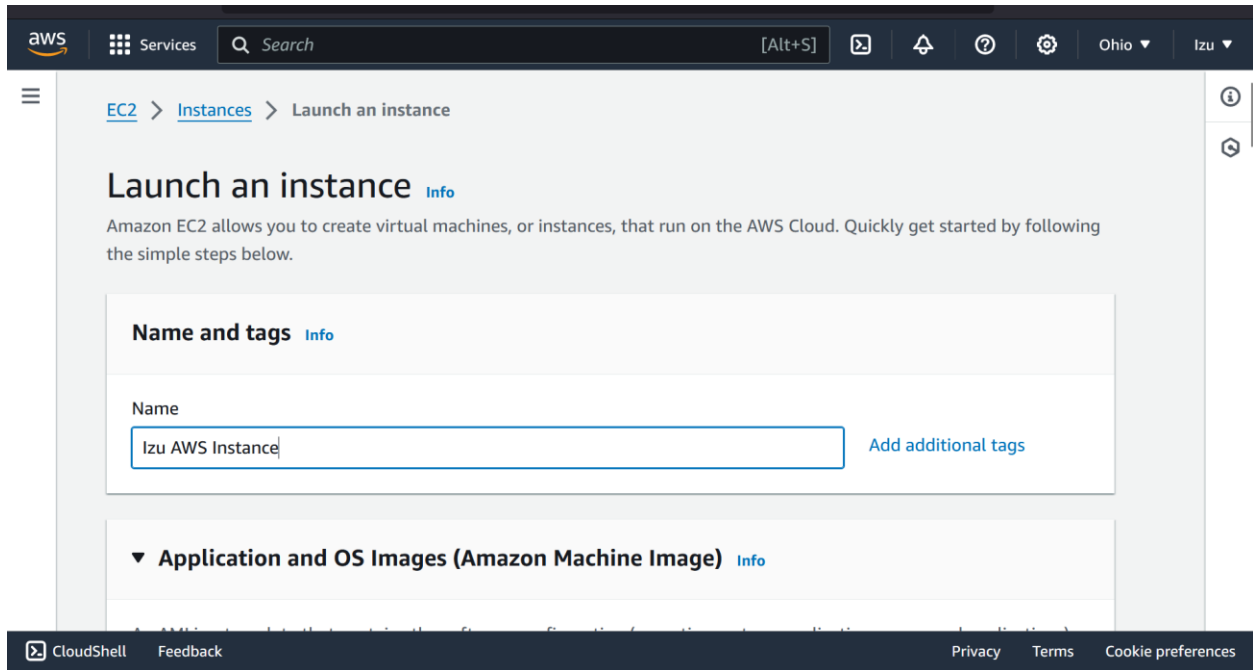 aws
Services
Search
[Alt+S]
Ohio
Izu
EC2 > Instances > Launch an instance
Launch an instance Info
Amazon EC2 allows you to create virtual machines, or instances, that run on the AWS Cloud. Quickly get started by following
the simple steps below.
Name and tags Info
Name
Izu AWS Instance
Add additional tags
Application and OS Images (Amazon Machine Image) Info
CloudShell
Feedback
Privacy
Terms
Cookie preferences